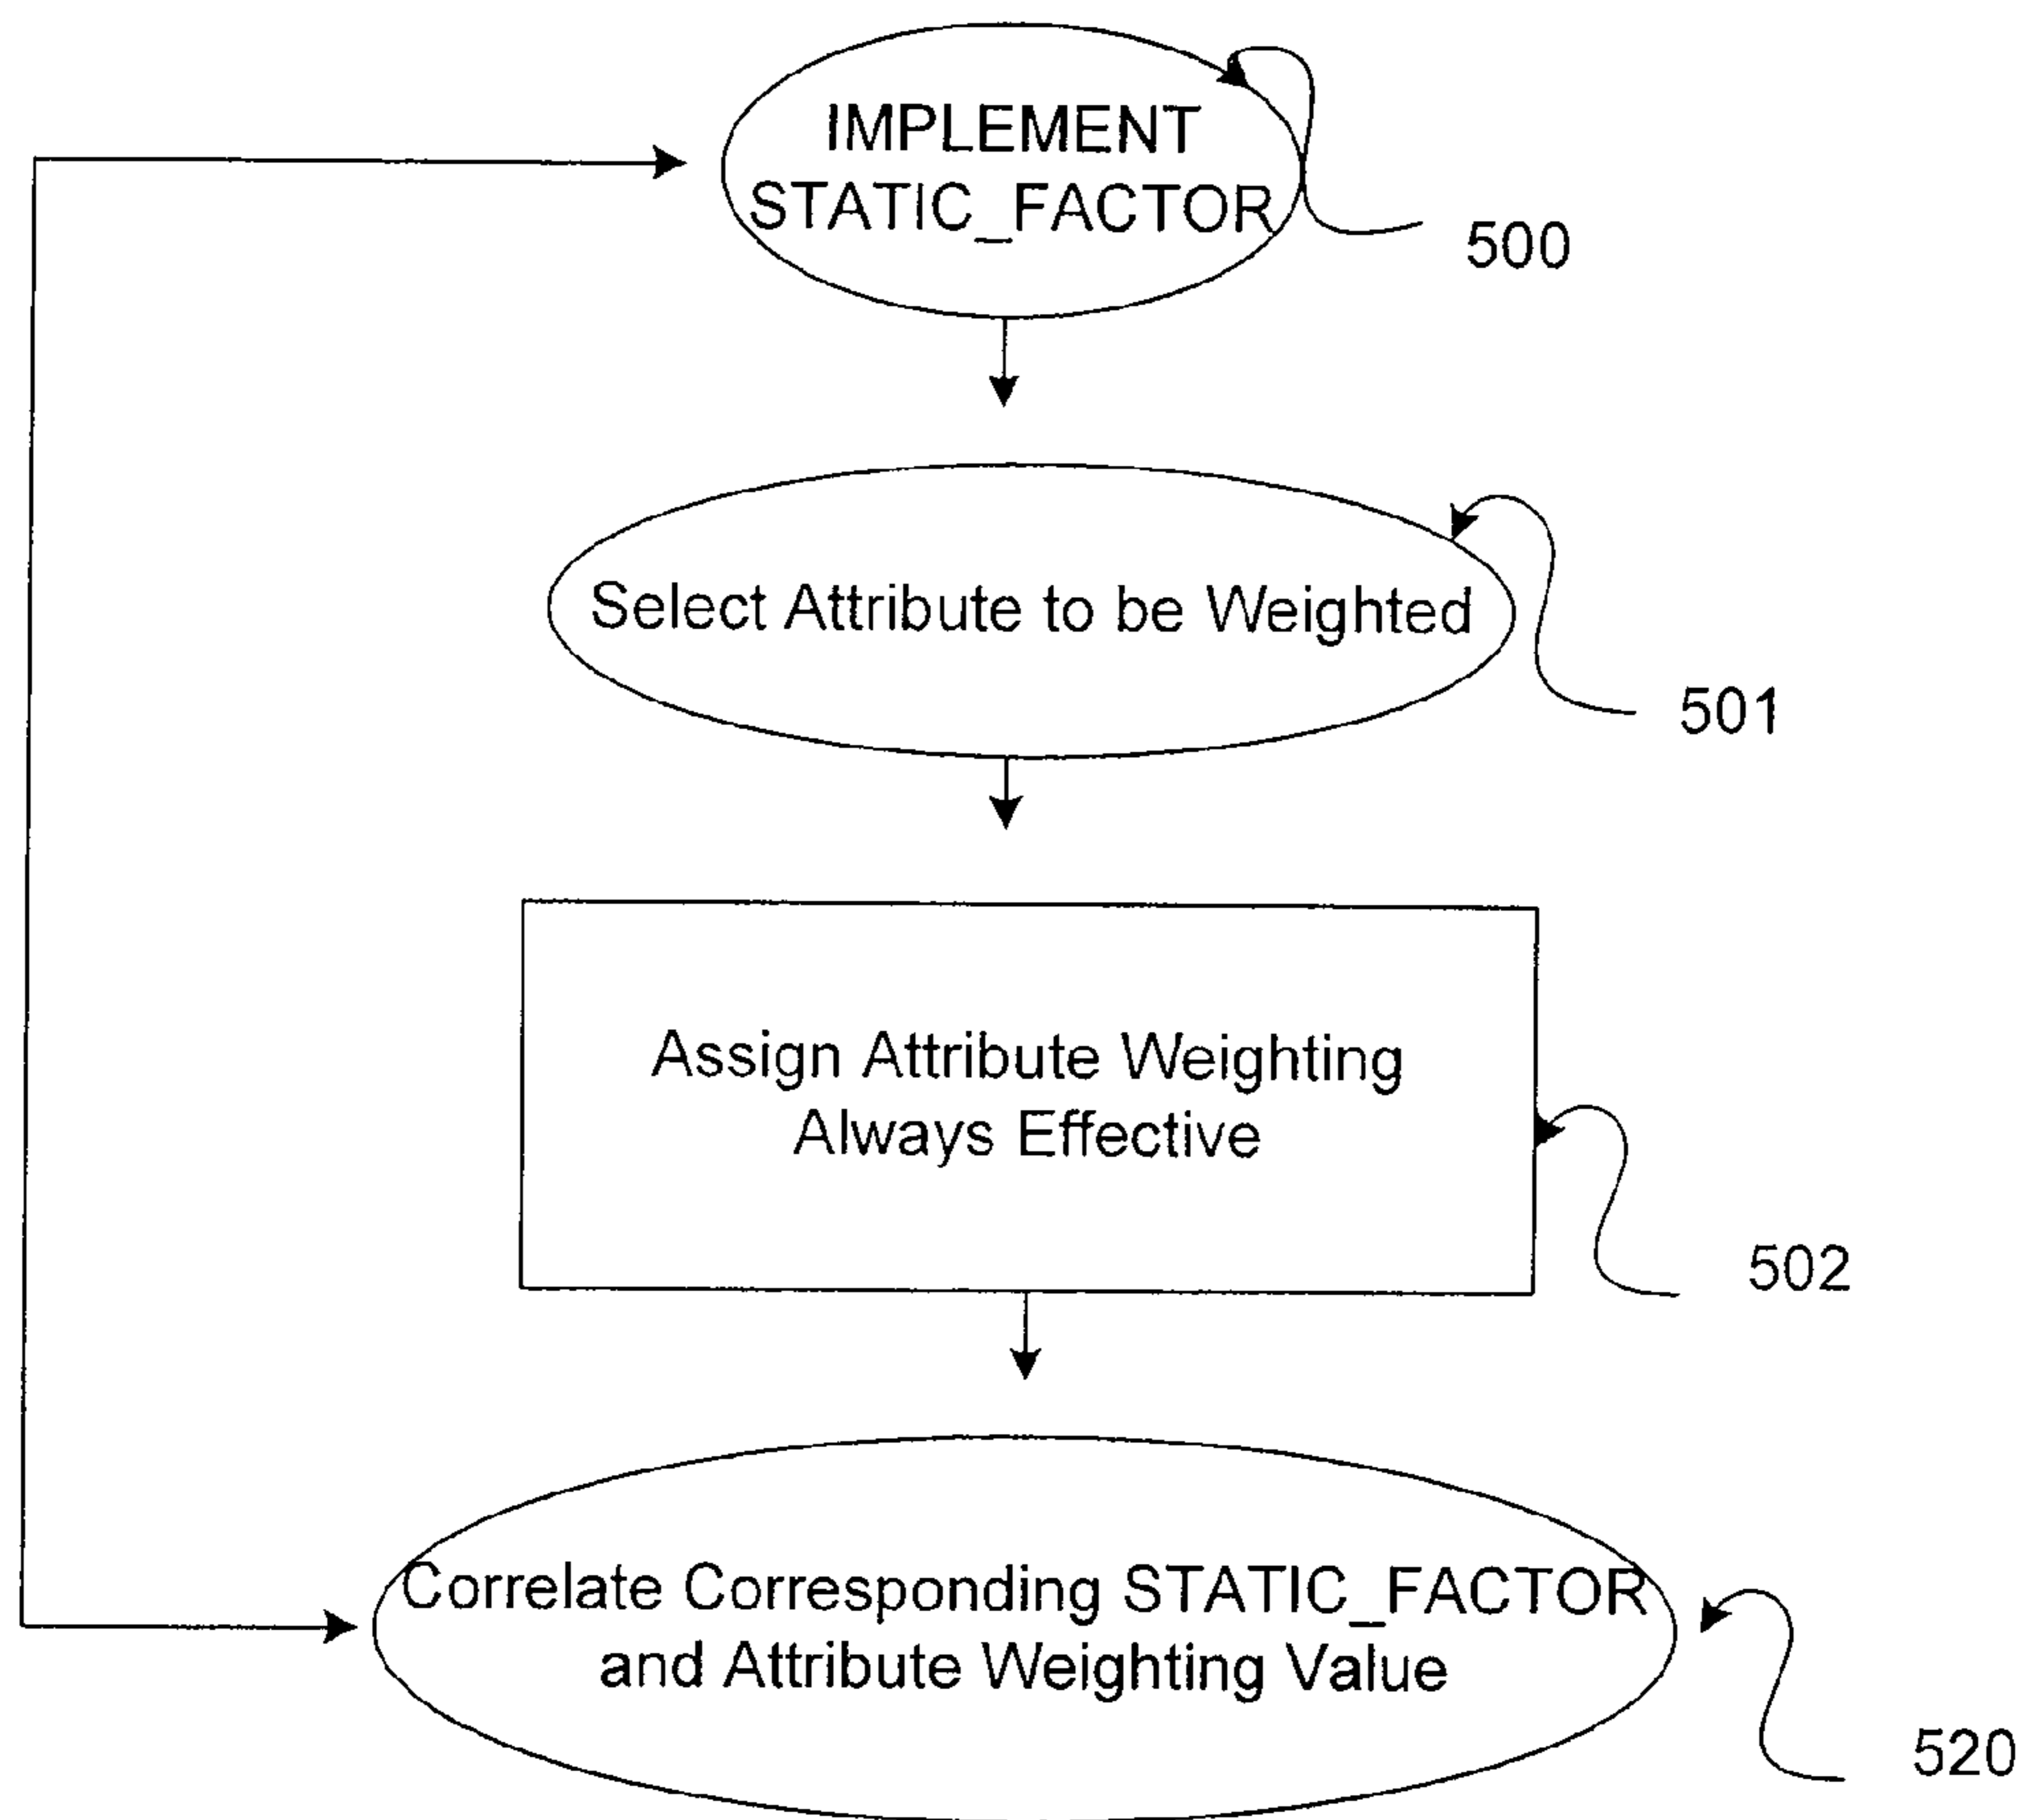 IMPLEMENT
STATIC_FACTOR
500
Select Attribute to be Weighted
501
Assign Attribute Weighting
Always Effective
502
Correlate Corresponding STATIC_FACTOR
and Attribute Weighting Value
520